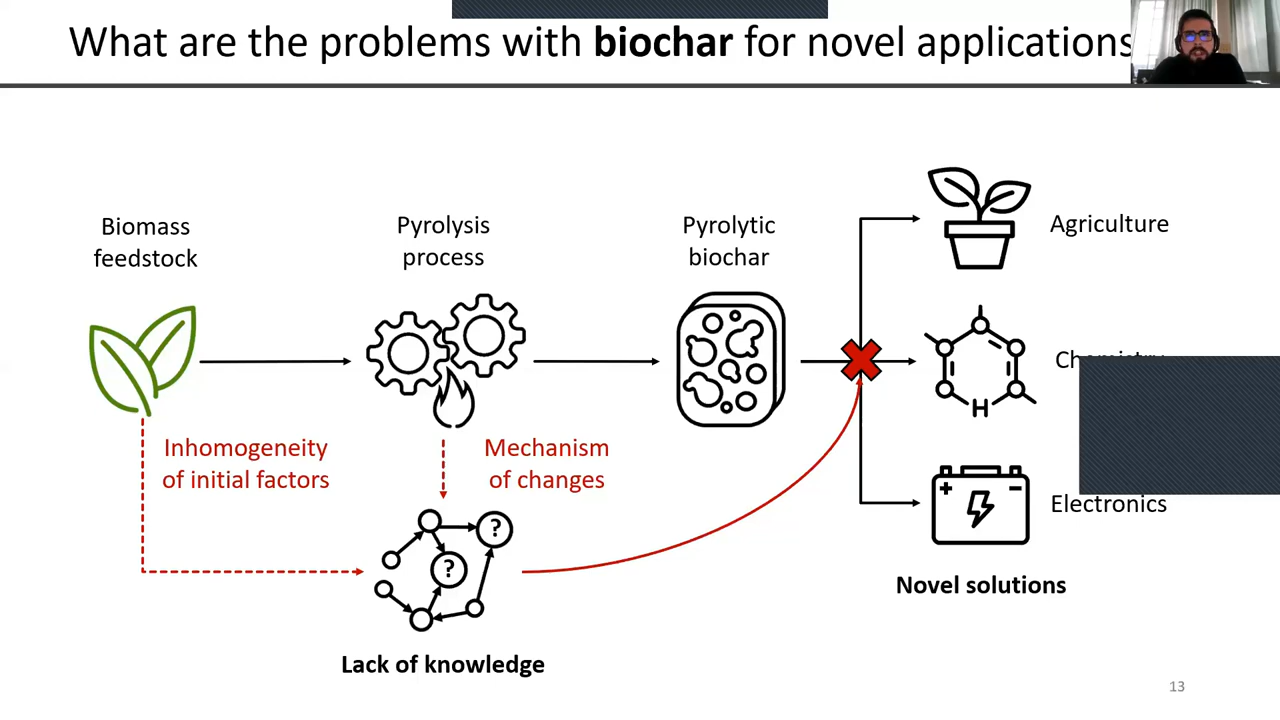 What are the problems with biochar for novel applications
Biomass
feedstock
Pyrolysis
process
Pyrolytic
biochar
Agriculture
Inhomogeneity
of initial factors
Mechanism
of changes
H
+ −
Electronics
?
?
Novel solutions
Lack of knowledge
13